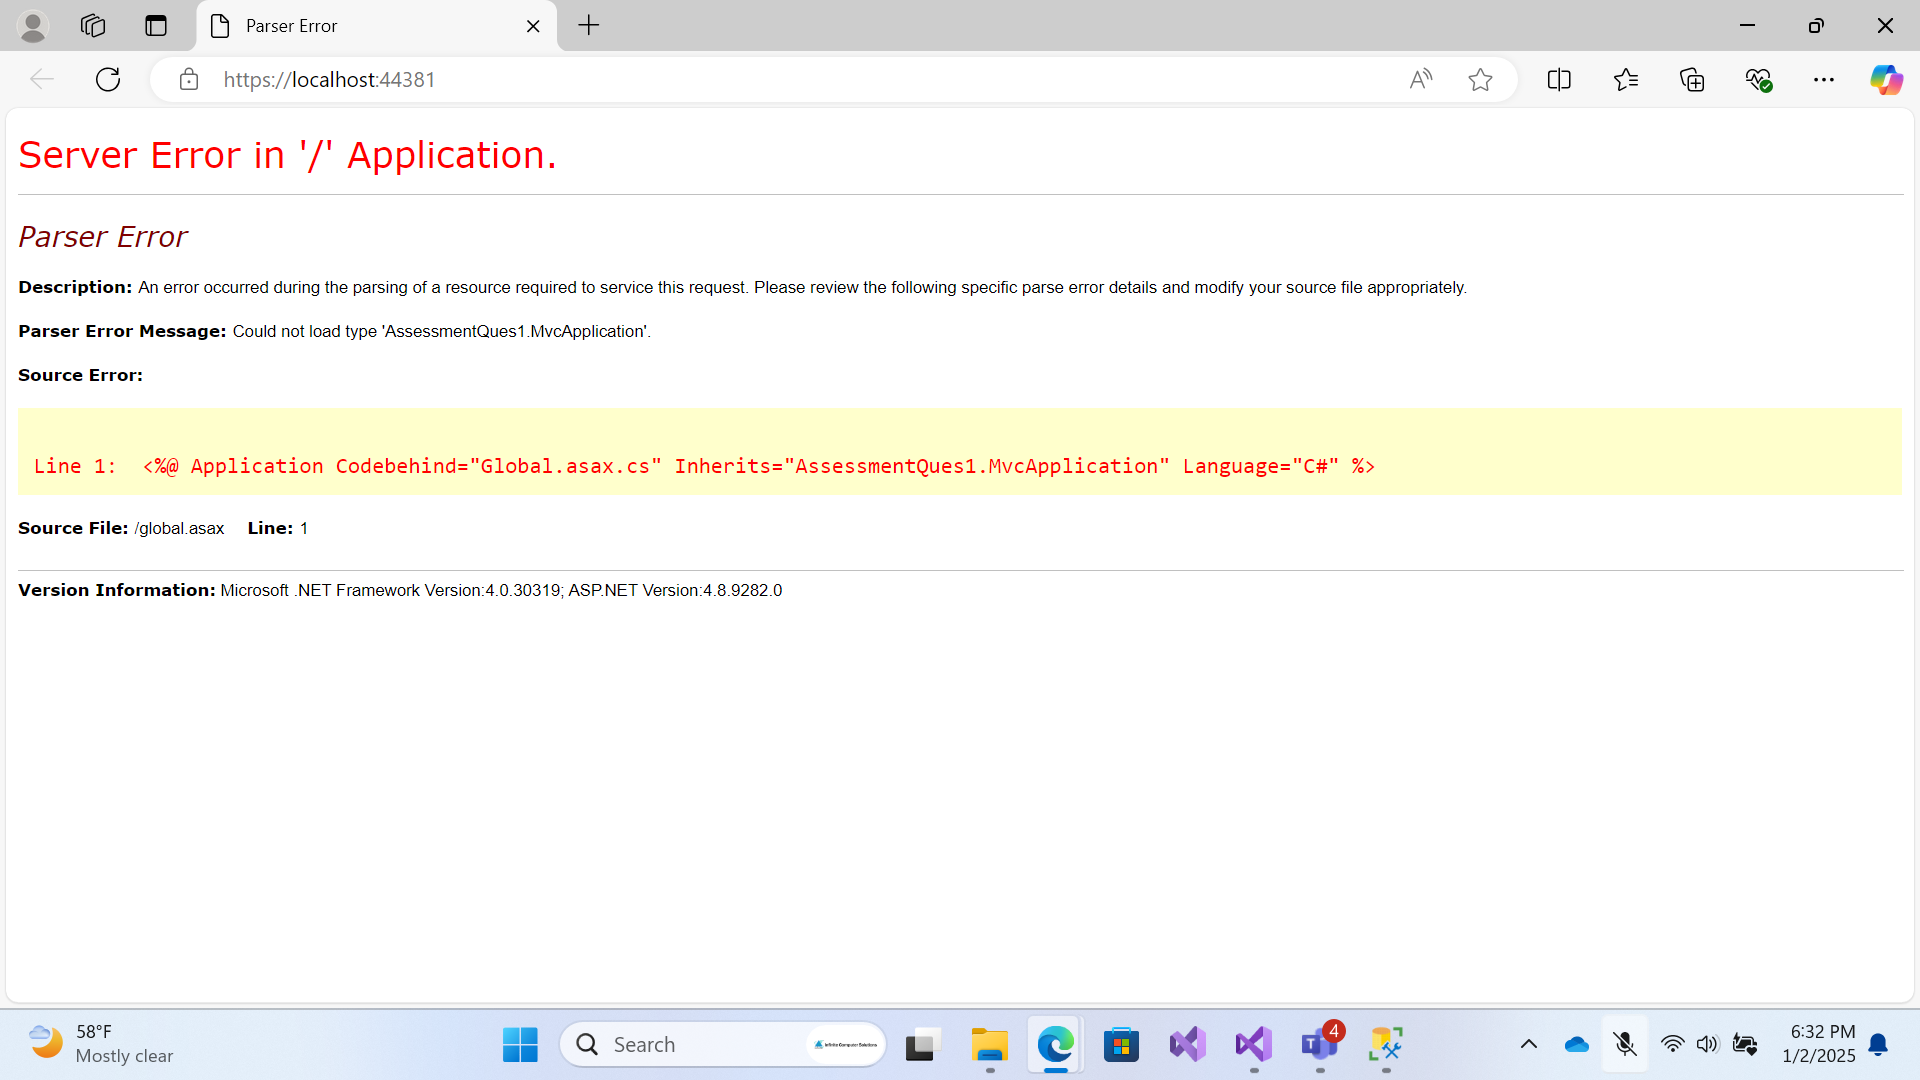 Parser Error
https://localhost:44381
Server Error in '/' Application.
Parser Error
Description: An error occurred during the parsing of a resource required to service this request. Please review the following specific parse error details and modify your source file appropriately.
Parser Error Message: Could not load type 'AssessmentQues1.MvcApplication'.
Source Error:
Line 1:  <%@ Application Codebehind="Global.asax.cs" Inherits="AssessmentQues1.MvcApplication" Language="C#" %>
Source File: /global.asax    Line: 1
Version Information: Microsoft .NET Framework Version:4.0.30319; ASP.NET Version:4.8.9282.0
58°F
Mostly clear
Search
Infinite Computer Solutions
4
6:32 PM
1/2/2025